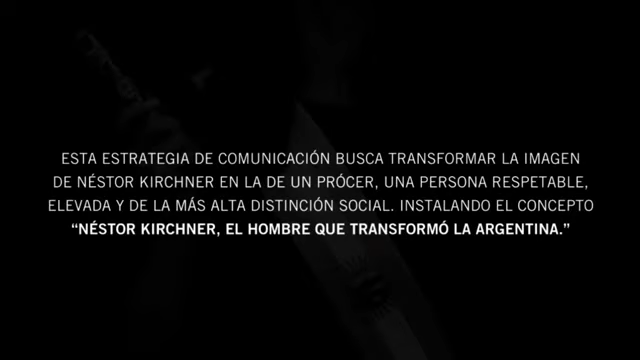 ESTA ESTRATEGIA DE COMUNICACIÓN BUSCA TRANSFORMAR LA IMAGEN
DE NÉSTOR KIRCHNER EN LA DE UN PRÓCER, UNA PERSONA RESPETABLE,
ELEVADA Y DE LA MÁS ALTA DISTINCIÓN SOCIAL. INSTALANDO EL CONCEPTO
“NÉSTOR KIRCHNER, EL HOMBRE QUE TRANSFORMÓ LA ARGENTINA.”